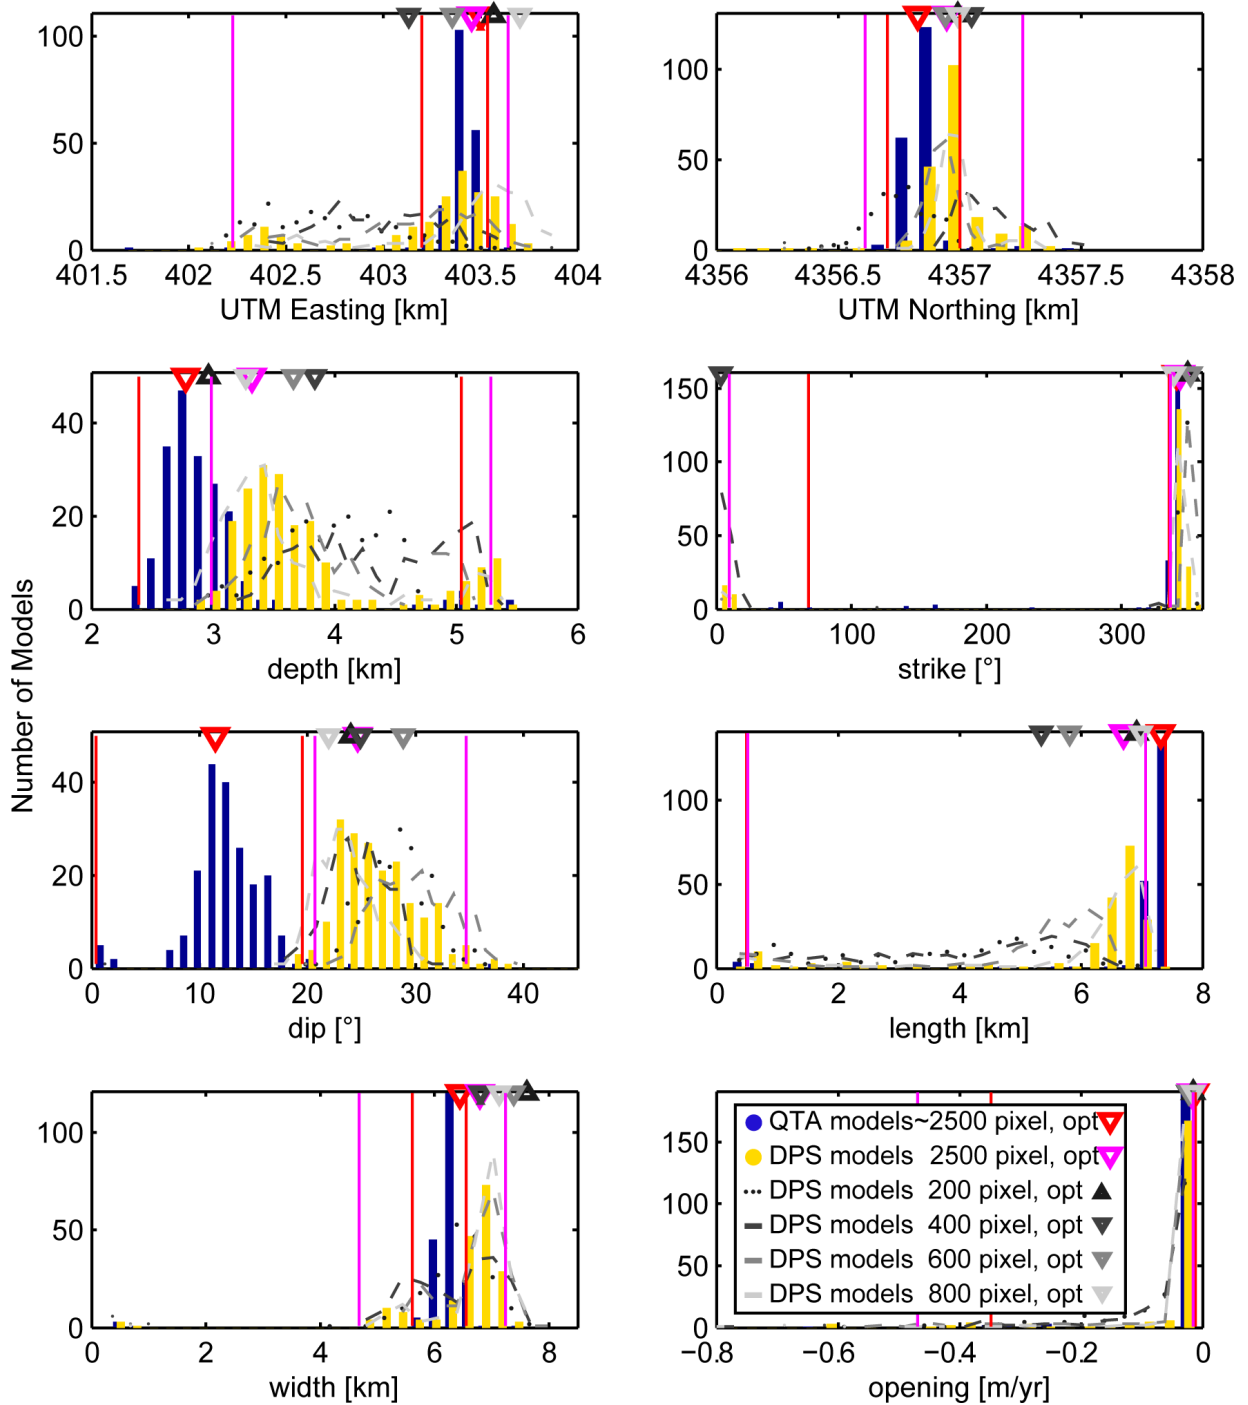 100
50
0
401.5 402 402.5 403 403.5 404
UTM Easting [km]
100
50
0
4356 4356.5 4357 4357.5 4358
UTM Northing [km]
Number of Models
40
20
0
2 3 4 5 6
depth [km]
150
100
50
0
0 100 200 300
strike [°]
40
20
0
0 10 20 30 40
dip [°]
100
50
0
0 2 4 6 8
length [km]
100
50
0
0 2 4 6 8
width [km]
150
100
50
0
−0.8 −0.6 −0.4 −0.2 0
opening [m/yr]
QTA models~2500 pixel, opt
DPS models 2500 pixel, opt
DPS models 200 pixel, opt
DPS models 400 pixel, opt
DPS models 600 pixel, opt
DPS models 800 pixel, opt